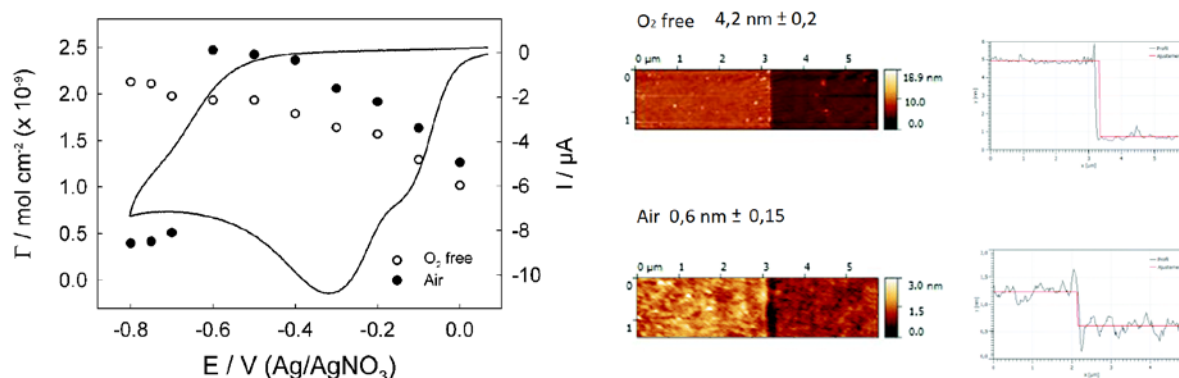 2.5
2.0
1.5
1.0
0.5
0.0
Γ / mol cm⁻² (x 10⁻⁹)
0
-2
-4
-6
-8
-10
I / µA
O₂ free
Air
-0.8 -0.6 -0.4 -0.2 0.0
E / V (Ag/AgNO₃)
O₂ free 4,2 nm ± 0,2
0 µm 1 2 3 4 5
0
1
18.9 nm
10.0
0.0
Air 0,6 nm ± 0,15
0 µm 1 2 3 4 5
0
1
3.0 nm
1.5
0.0